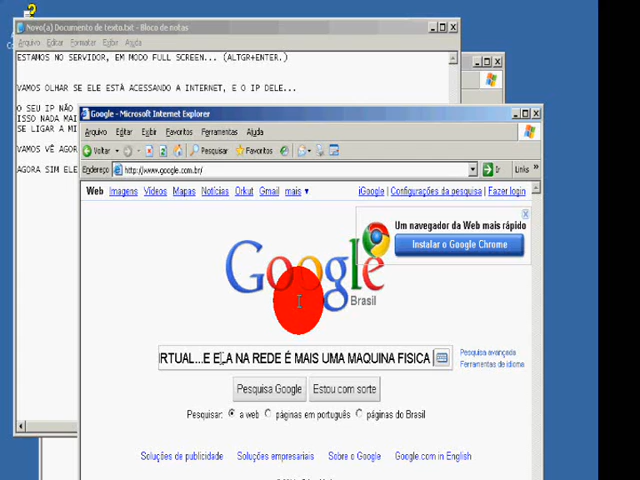 Novo(a) Documento de texto.txt - Bloco de notas
Arquivo Editar Formatar Exibir Ajuda
ESTAMOS NO SERVIDOR, EM MODO FULL SCREEN... (ALTGR+ENTER.)
VAMOS OLHAR SE ELE ESTÁ ACESSANDO A INTERNET, E O IP DELE...
O SEU IP NÃO
ISSO NADA MAI
SE LIGAR A MI
VAMOS VÊ AGOR
AGORA SIM ELE
Google - Microsoft Internet Explorer
Arquivo Editar Exibir Favoritos Ferramentas Ajuda
Voltar Pesquisar Favoritos
Endereço http://www.google.com.br/ Ir Links »
Web Imagens Vídeos Mapas Notícias Orkut Gmail mais ▼ iGoogle | Configurações da pesquisa | Fazer login
Um navegador da Web mais rápido
Instalar o Google Chrome
Google
Brasil
IRTUAL...E ELA NA REDE É MAIS UMA MAQUINA FISICA
Pesquisa avançada
Ferramentas de idioma
Pesquisa Google Estou com sorte
Pesquisar: a web páginas em português páginas do Brasil
Soluções de publicidade Soluções empresariais Sobre o Google Google.com in English